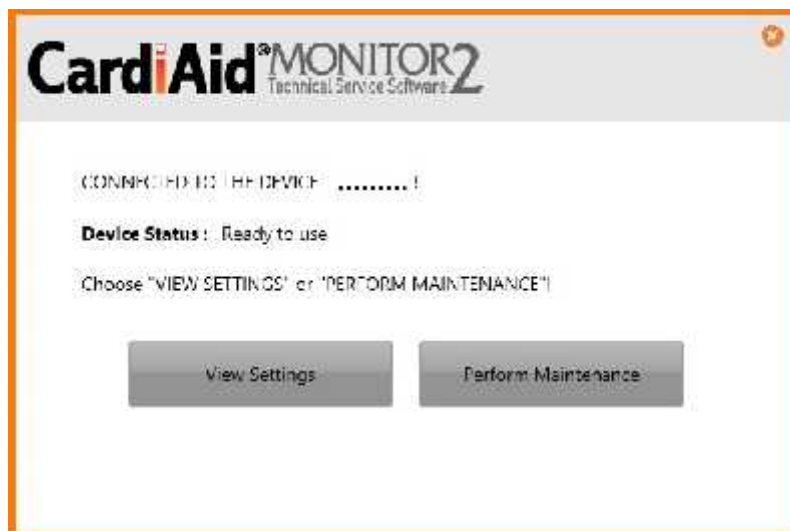 CardiAid® MONITOR2
Technical Service Software
CONNECTED TO THE DEVICE ......... !
Device Status : Ready to use
Choose "VIEW SETTINGS" or "PERFORM MAINTENANCE"!
View Settings
Perform Maintenance